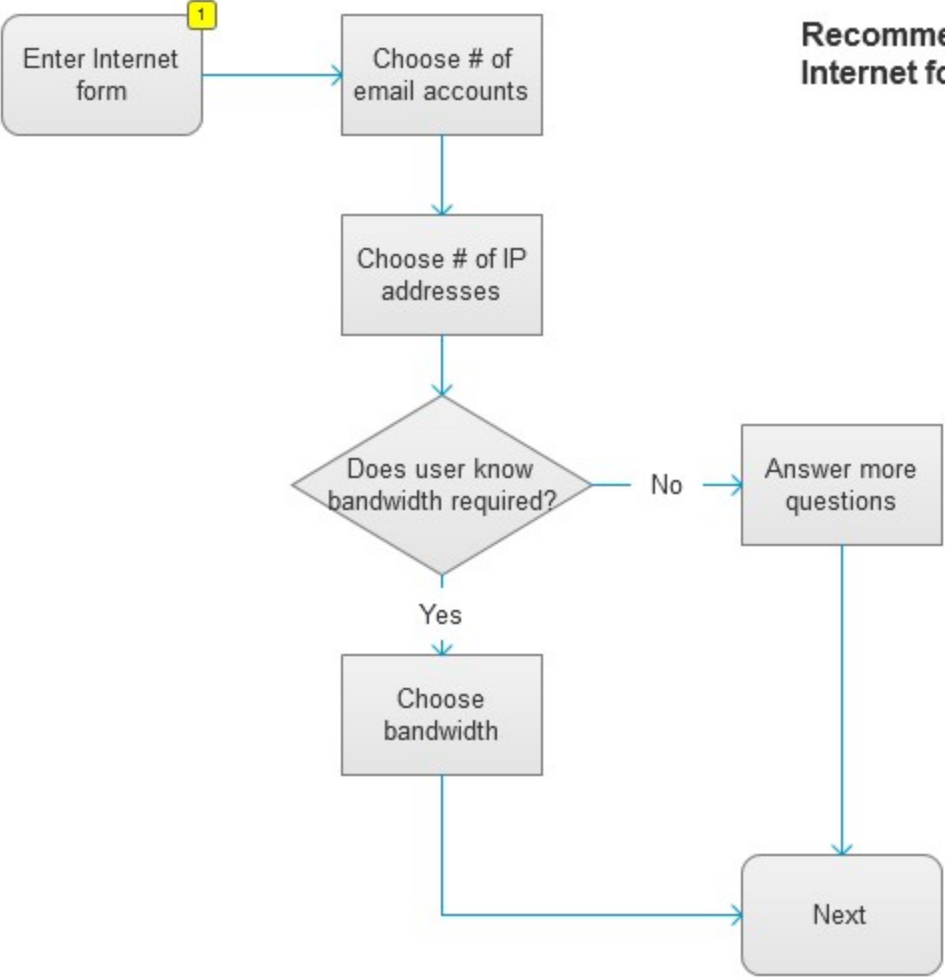 1
Enter Internet
form
Choose # of
email accounts
Internet
Choose # of IP
addresses
Does user know
bandwidth required?
No
Answer more
questions
Yes
Choose
bandwidth
Next